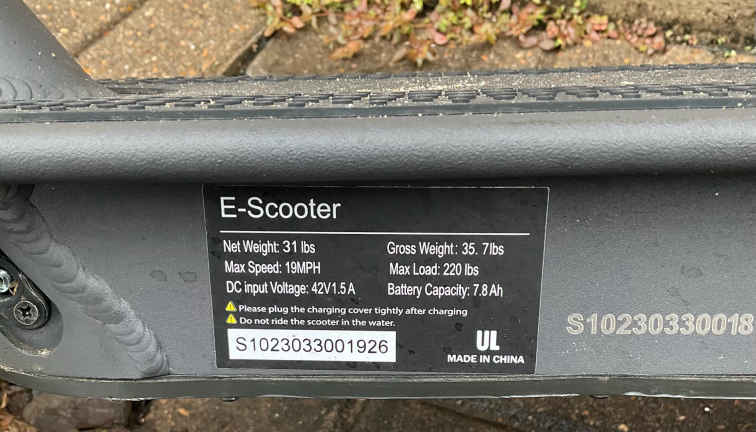 E-Scooter
Net Weight: 31 lbs
Gross Weight: 35. 7lbs
Max Speed: 19MPH
Max Load: 220 lbs
DC input Voltage: 42V1.5 A
Battery Capacity: 7.8 Ah
Please plug the charging cover tightly after charging
Do not ride the scooter in the water.
S1023033001926
UL
MADE IN CHINA
S10230330018